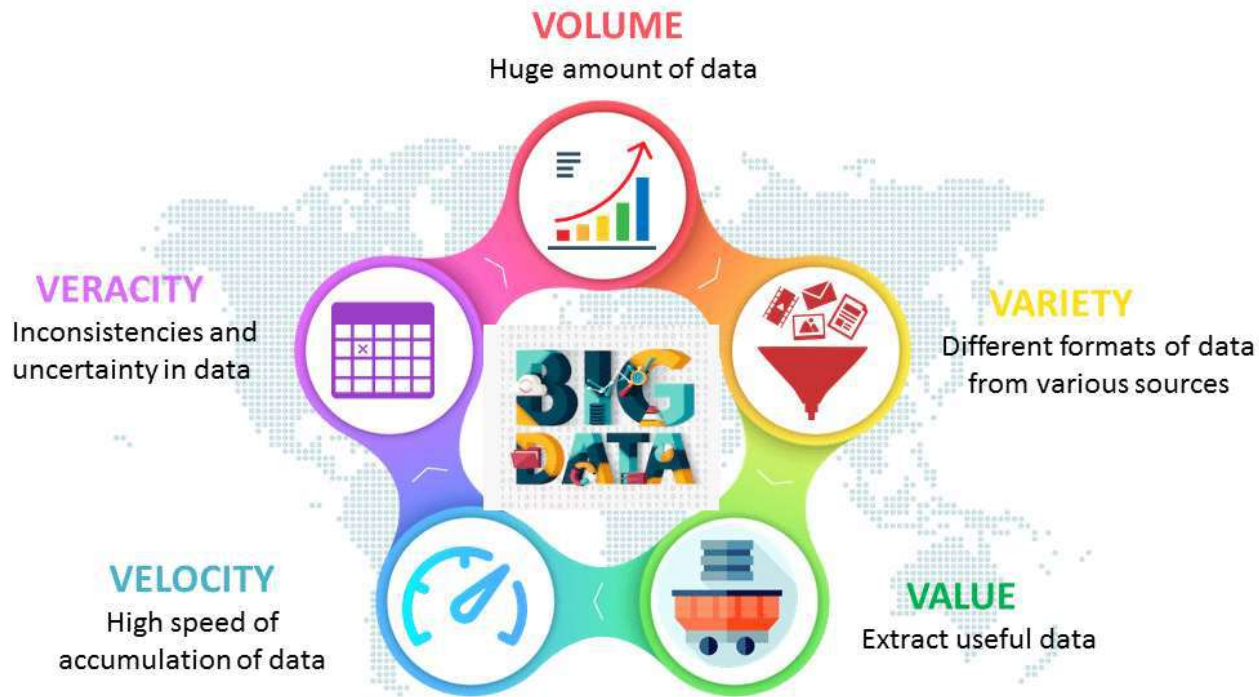 VOLUME
Huge amount of data
VERACITY
Inconsistencies and
uncertainty in data
VARIETY
Different formats of data
from various sources
BIG
DATA
VELOCITY
High speed of
accumulation of data
VALUE
Extract useful data